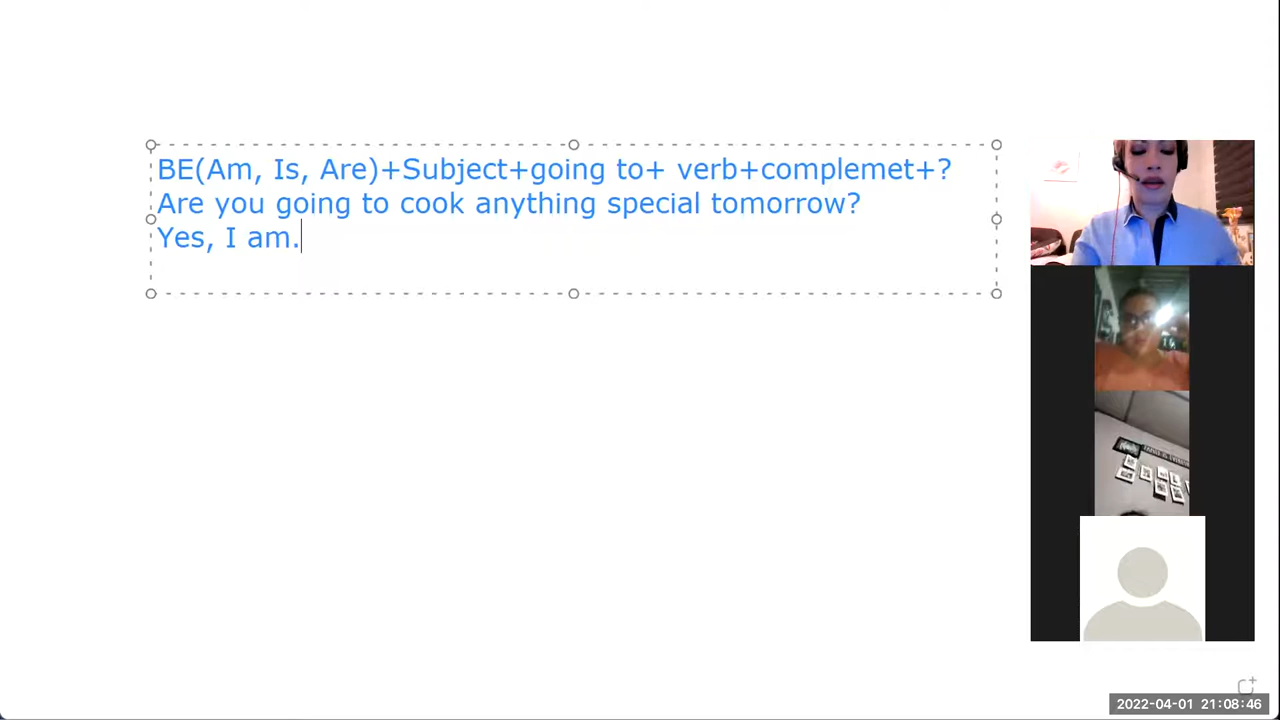 BE(Am, Is, Are)+Subject+going to+ verb+complemet+?
Are you going to cook anything special tomorrow?
Yes, I am.
2022-04-01 21:08:46